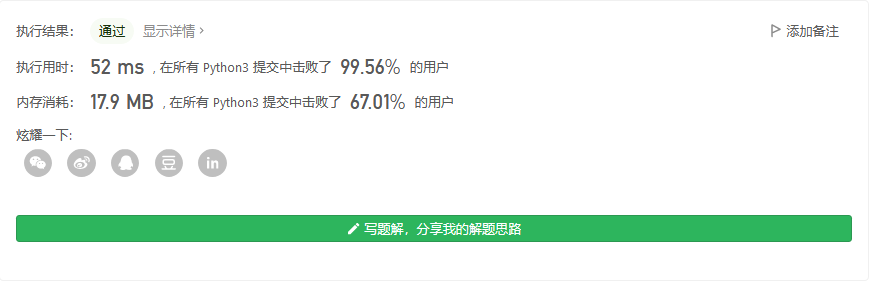 执行结果： 通过 显示详情 > 添加备注
执行用时： 52 ms , 在所有 Python3 提交中击败了 99.56% 的用户
内存消耗： 17.9 MB , 在所有 Python3 提交中击败了 67.01% 的用户
炫耀一下:
豆 in
写题解，分享我的解题思路